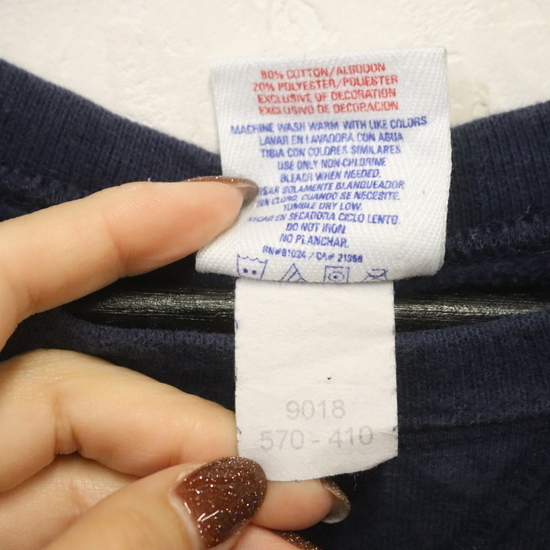 80% COTTON/ALGODON
20% POLYESTER/POLIESTER
EXCLUSIVE OF DECORATION
EXCLUSIVO DE DECORACION
MACHINE WASH WARM WITH LIKE COLORS
LAVAR EN LAVADORA CON AGUA
TIBIA CON COLORES SIMILARES
USE ONLY NON-CHLORINE
BLEACH WHEN NEEDED.
USAR SOLAMENTE BLANQUEADOR
SIN CLORO, CUANDO SE NECESITE.
TUMBLE DRY LOW.
SECAR EN SECADORA CICLO LENTO.
DO NOT IRON.
NO PLANCHAR.
RN#81024 / CA# 21356
9018
570-410